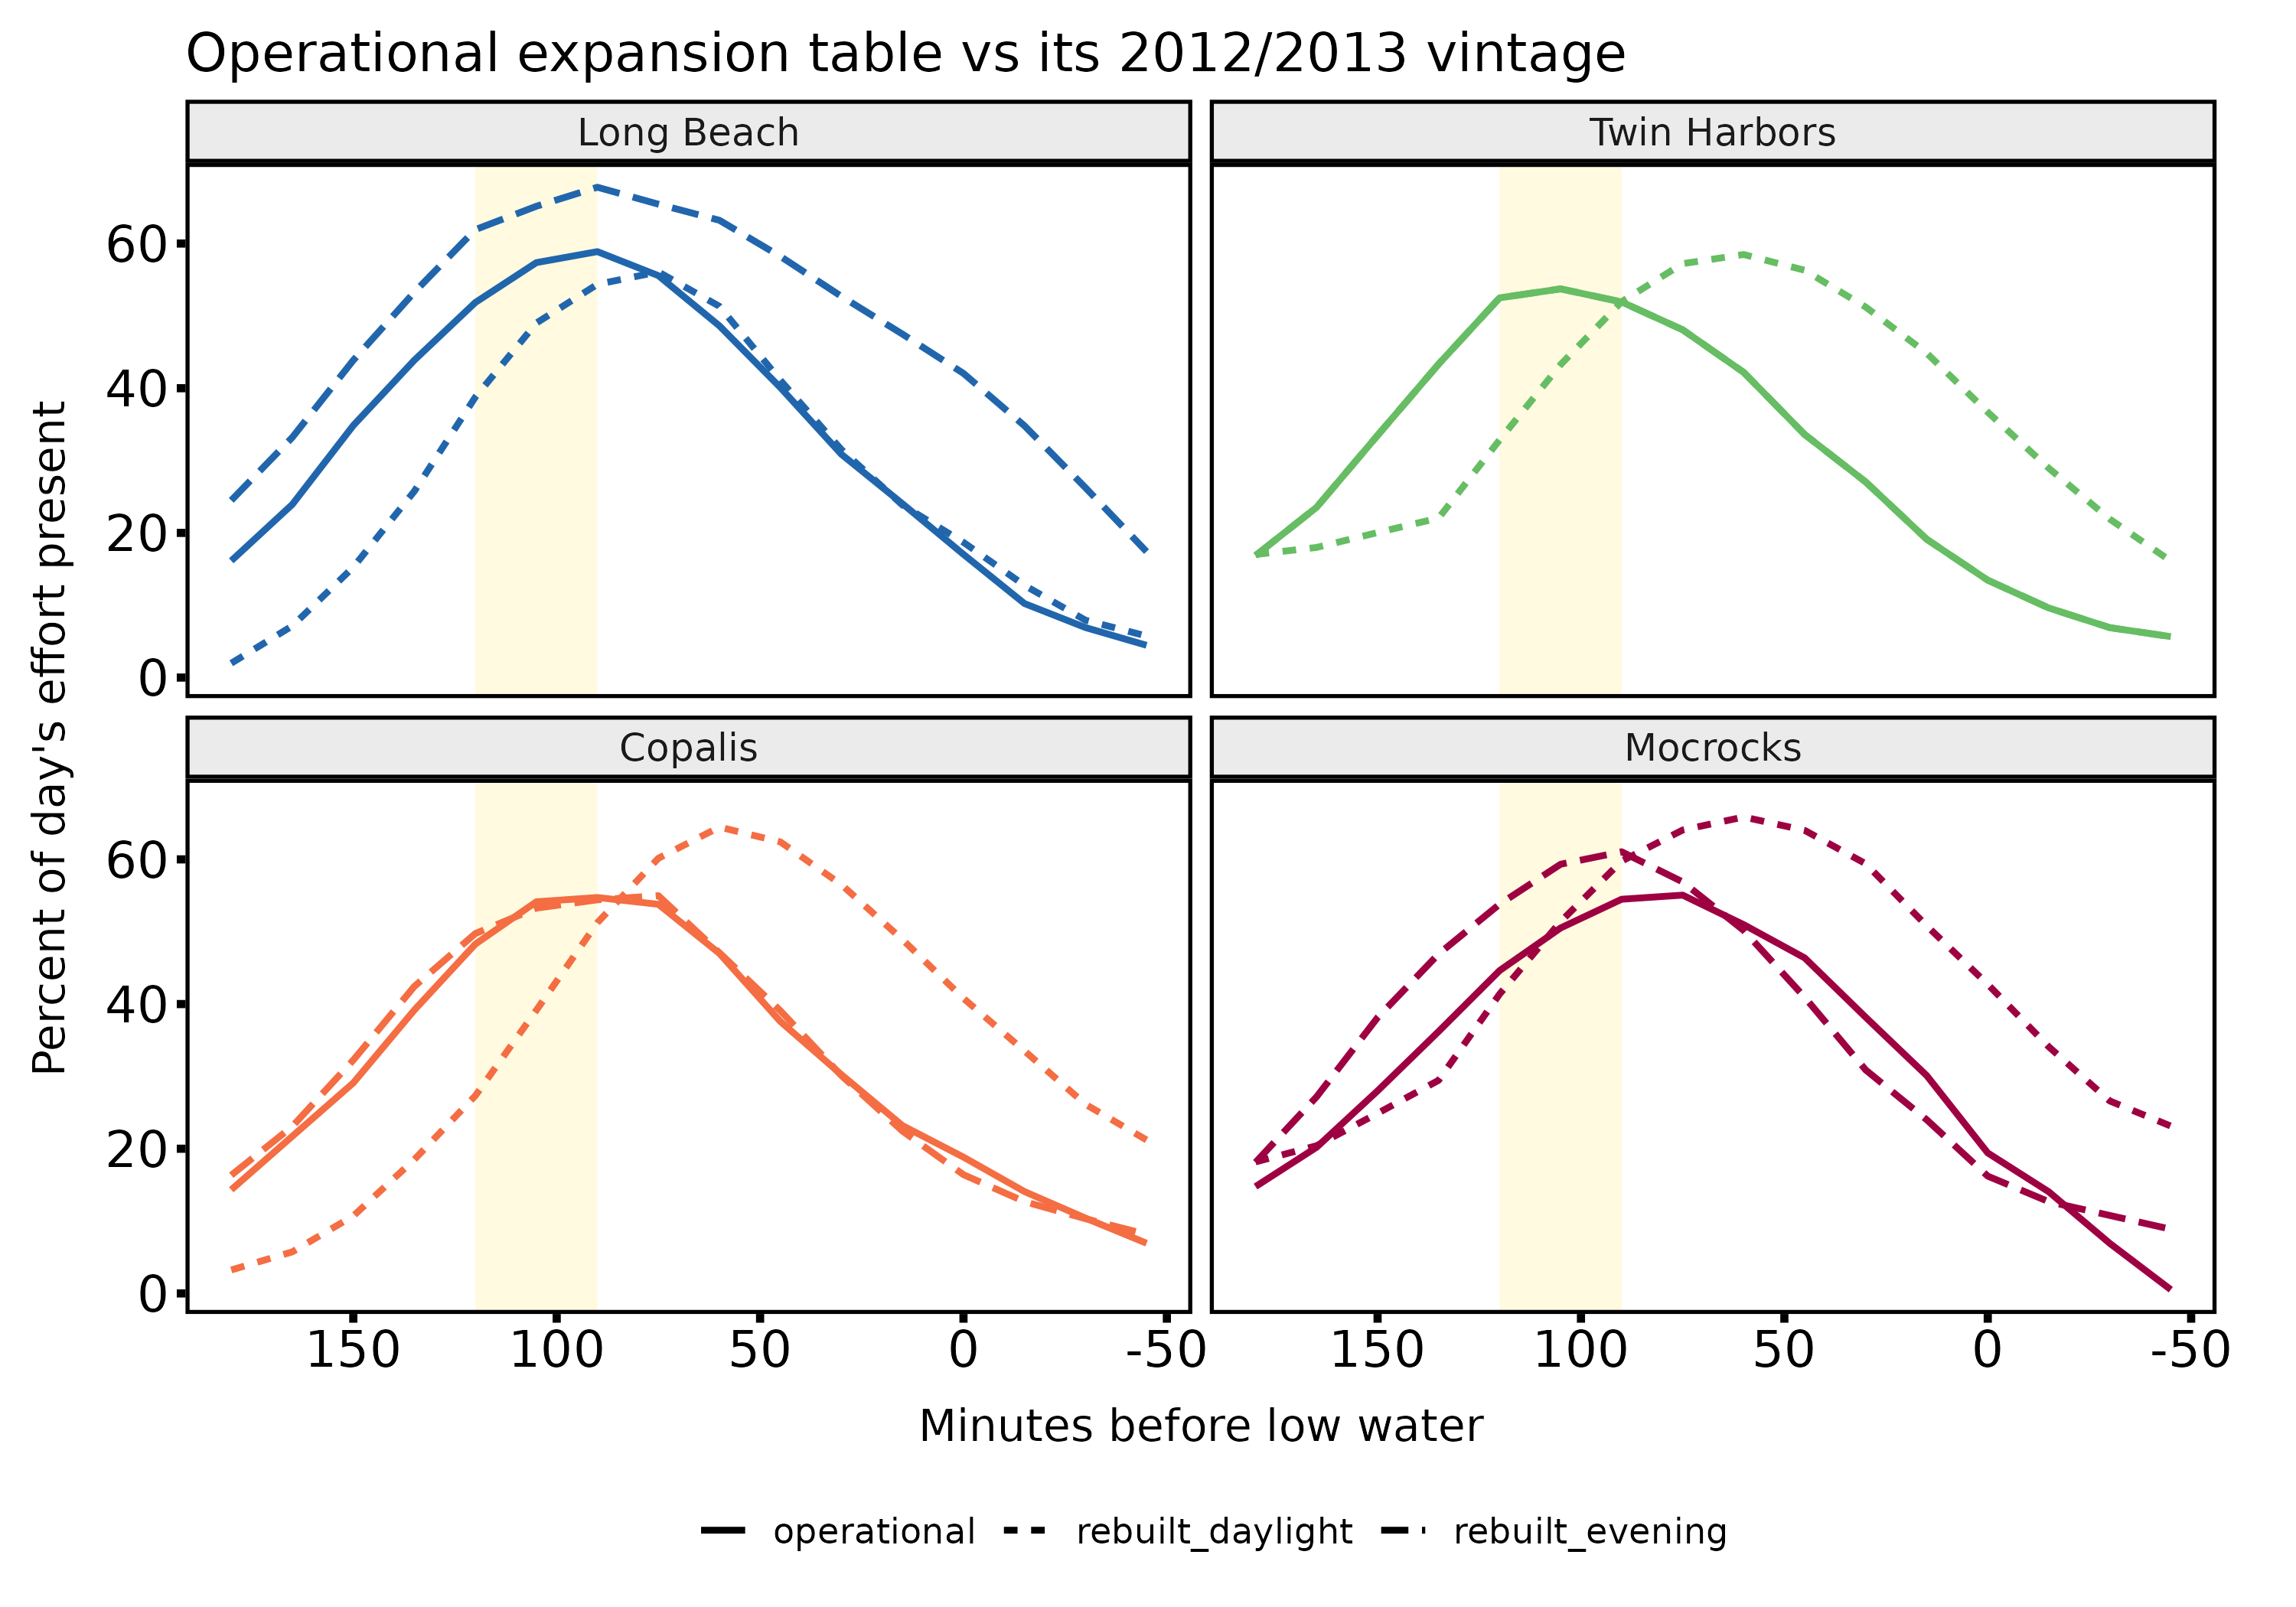 Operational expansion table vs its 2012/2013 vintage
Long Beach
Twin Harbors
60
40
20
0
Copalis
Mocrocks
60
40
20
0
150 100 50 0 -50 150 100 50 0 -50
Percent of day's effort present
Minutes before low water
operational rebuilt_daylight rebuilt_evening